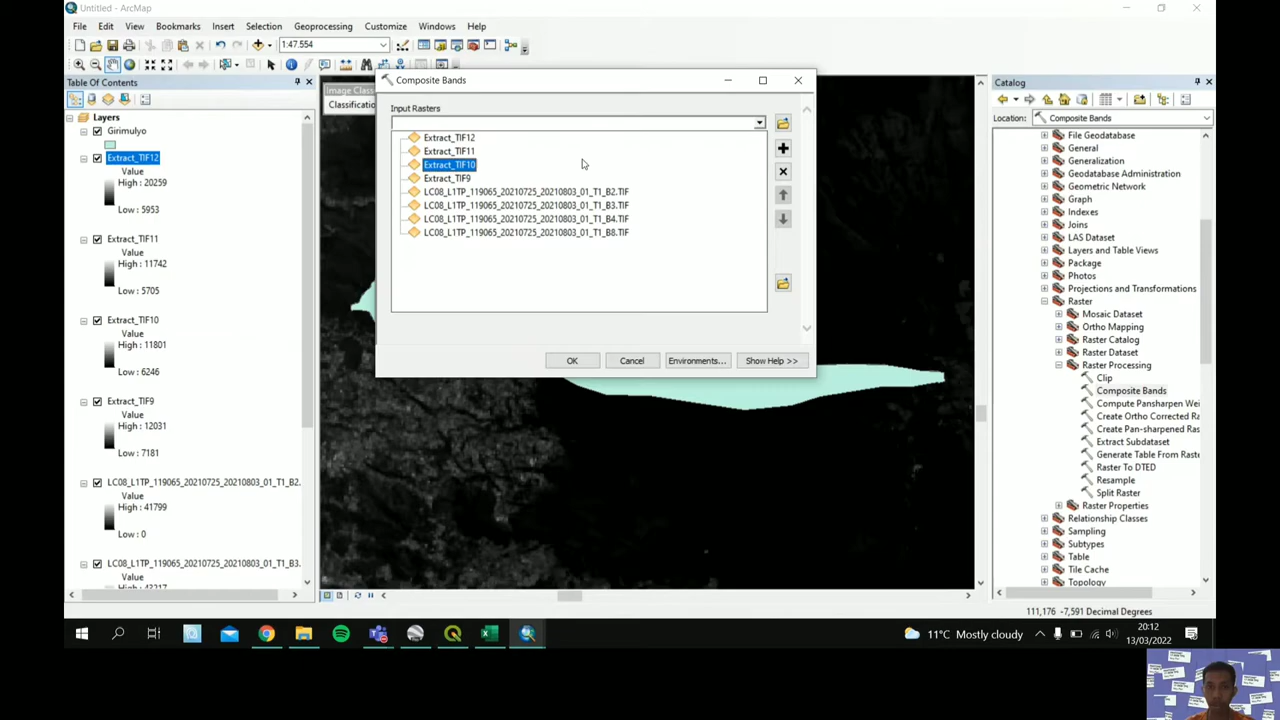 Untitled - ArcMap
File Edit View Bookmarks Insert Selection Geoprocessing Customize Windows Help
1:47.554
Table Of Contents
Layers
Girimulyo
Extract_TIF12
Value
High : 20259
Low : 5953
Extract_TIF11
Value
High : 11742
Low : 5705
Extract_TIF10
Value
High : 11801
Low : 6246
Extract_TIF9
Value
High : 12031
Low : 7181
LC08_L1TP_119065_20210725_20210803_01_T1_B2.
Value
High : 41799
Low : 0
LC08_L1TP_119065_20210725_20210803_01_T1_B3.
Value
Image Class
Classification
Composite Bands
Input Rasters
Extract_TIF12
Extract_TIF11
Extract_TIF10
Extract_TIF9
LC08_L1TP_119065_20210725_20210803_01_T1_B2.TIF
LC08_L1TP_119065_20210725_20210803_01_T1_B3.TIF
LC08_L1TP_119065_20210725_20210803_01_T1_B4.TIF
LC08_L1TP_119065_20210725_20210803_01_T1_B8.TIF
OK Cancel Environments... Show Help >>
Catalog
Location: Composite Bands
File Geodatabase
General
Generalization
Geodatabase Administration
Geometric Network
Graph
Indexes
Joins
LAS Dataset
Layers and Table Views
Package
Photos
Projections and Transformations
Raster
Mosaic Dataset
Ortho Mapping
Raster Catalog
Raster Dataset
Raster Processing
Clip
Composite Bands
Compute Pansharpen Wei
Create Ortho Corrected Ra
Create Pan-sharpened Ras
Extract Subdataset
Generate Table From Raste
Raster To DTED
Resample
Split Raster
Raster Properties
Relationship Classes
Sampling
Subtypes
Table
Tile Cache
Topology
111,176 -7,591 Decimal Degrees
11°C Mostly cloudy
20:12
13/03/2022